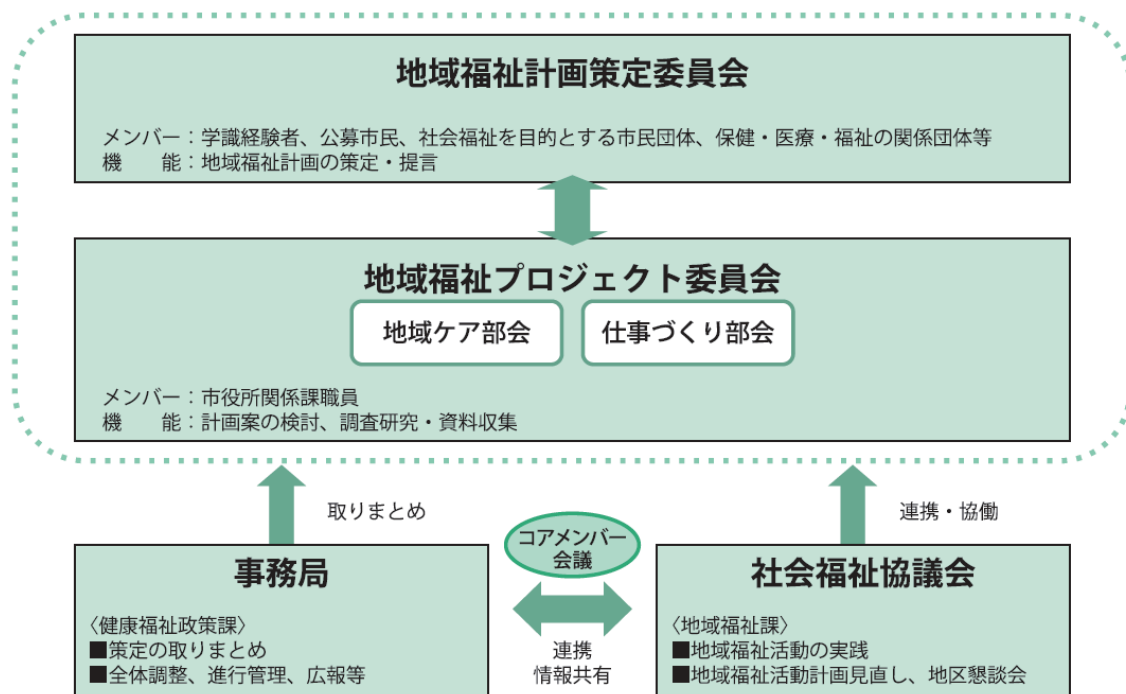 地域福祉計画策定委員会
メンバー：学識経験者、公募市民、社会福祉を目的とする市民団体、保健・医療・福祉の関係団体等
機　　能：地域福祉計画の策定・提言
地域福祉プロジェクト委員会
地域ケア部会
仕事づくり部会
メンバー：市役所関係課職員
機　　能：計画案の検討、調査研究・資料収集
取りまとめ
連携・協働
コアメンバー
会議
事務局
〈健康福祉政策課〉
■策定の取りまとめ
■全体調整、進行管理、広報等
連携
情報共有
社会福祉協議会
〈地域福祉課〉
■地域福祉活動の実践
■地域福祉活動計画見直し、地区懇談会